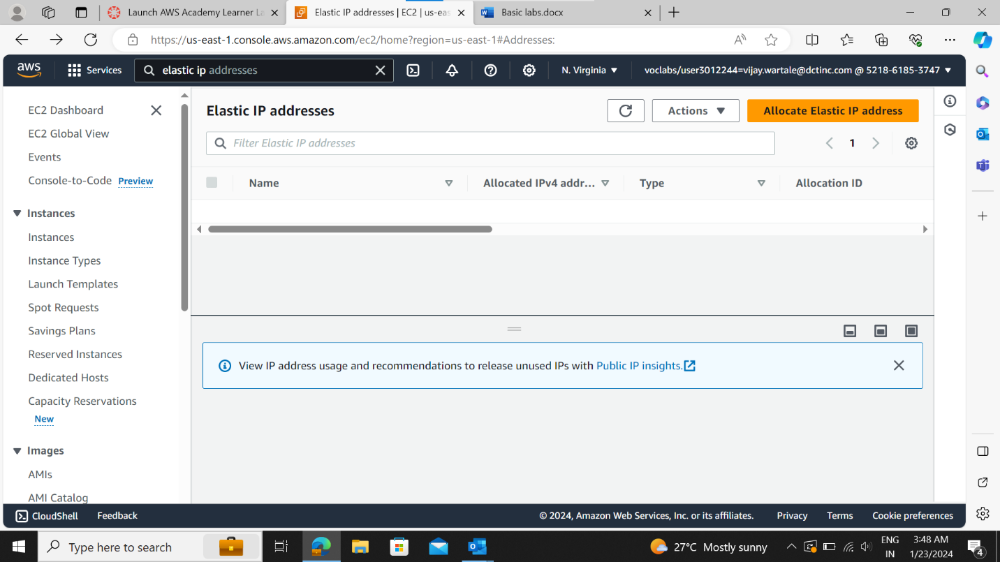 Launch AWS Academy Learner La
Elastic IP addresses | EC2 | us-eas
Basic labs.docx
https://us-east-1.console.aws.amazon.com/ec2/home?region=us-east-1#Addresses:
aws
Services
elastic ip addresses
N. Virginia
voclabs/user3012244=vijay.wartale@dctinc.com @ 5218-6185-3747
EC2 Dashboard
EC2 Global View
Events
Console-to-Code Preview
Instances
Instances
Instance Types
Launch Templates
Spot Requests
Savings Plans
Reserved Instances
Dedicated Hosts
Capacity Reservations
New
Images
AMIs
AMI Catalog
Elastic IP addresses
Actions
Allocate Elastic IP address
Filter Elastic IP addresses
1
Name
Allocated IPv4 addr...
Type
Allocation ID
View IP address usage and recommendations to release unused IPs with Public IP insights.
CloudShell
Feedback
© 2024, Amazon Web Services, Inc. or its affiliates.
Privacy
Terms
Cookie preferences
Type here to search
27°C Mostly sunny
ENG
IN
3:48 AM
1/23/2024
4